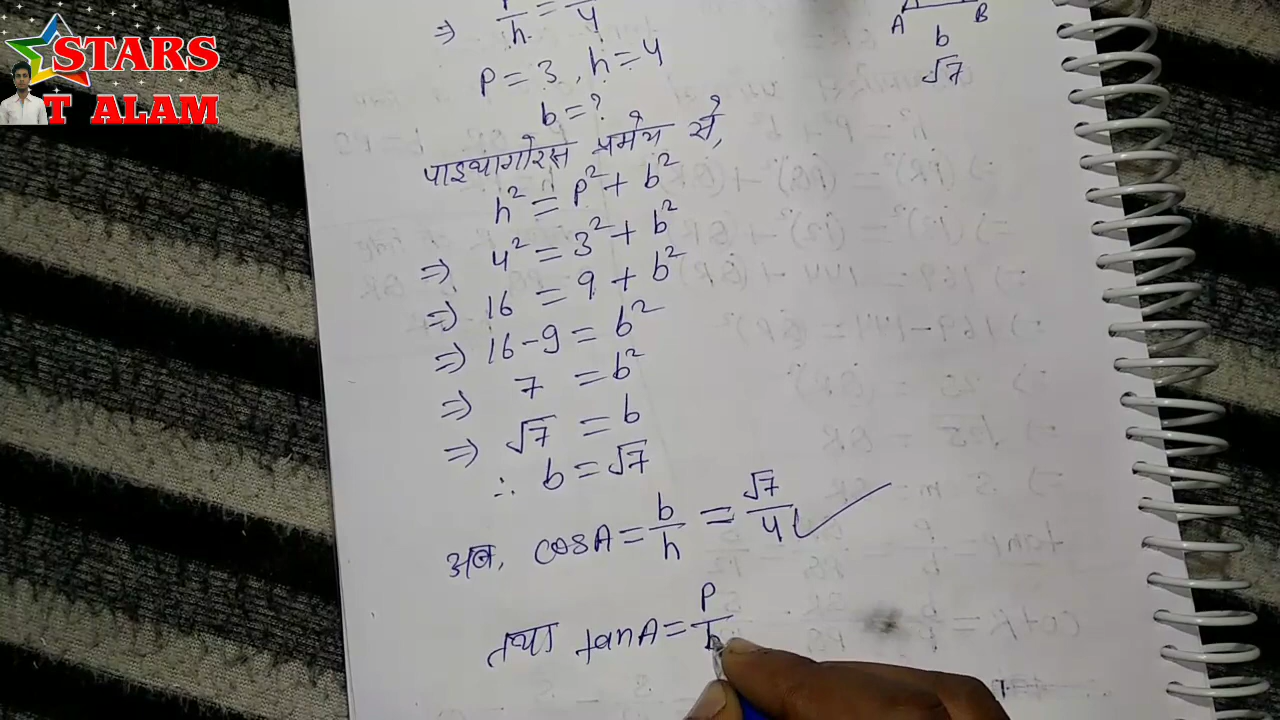 STARS
T ALAM
A B
b
√7
⇒ P/h = /4
P = 3, h = 4
b = ?
पाइथागोरस प्रमेय से,
h² = p² + b²
⇒ 4² = 3² + b²
⇒ 16 = 9 + b²
⇒ 16 - 9 = b²
⇒ 7 = b²
⇒ √7 = b
∴ b = √7
अब, cosA = b/h = √7/4 ✓
तथा tanA = P/b